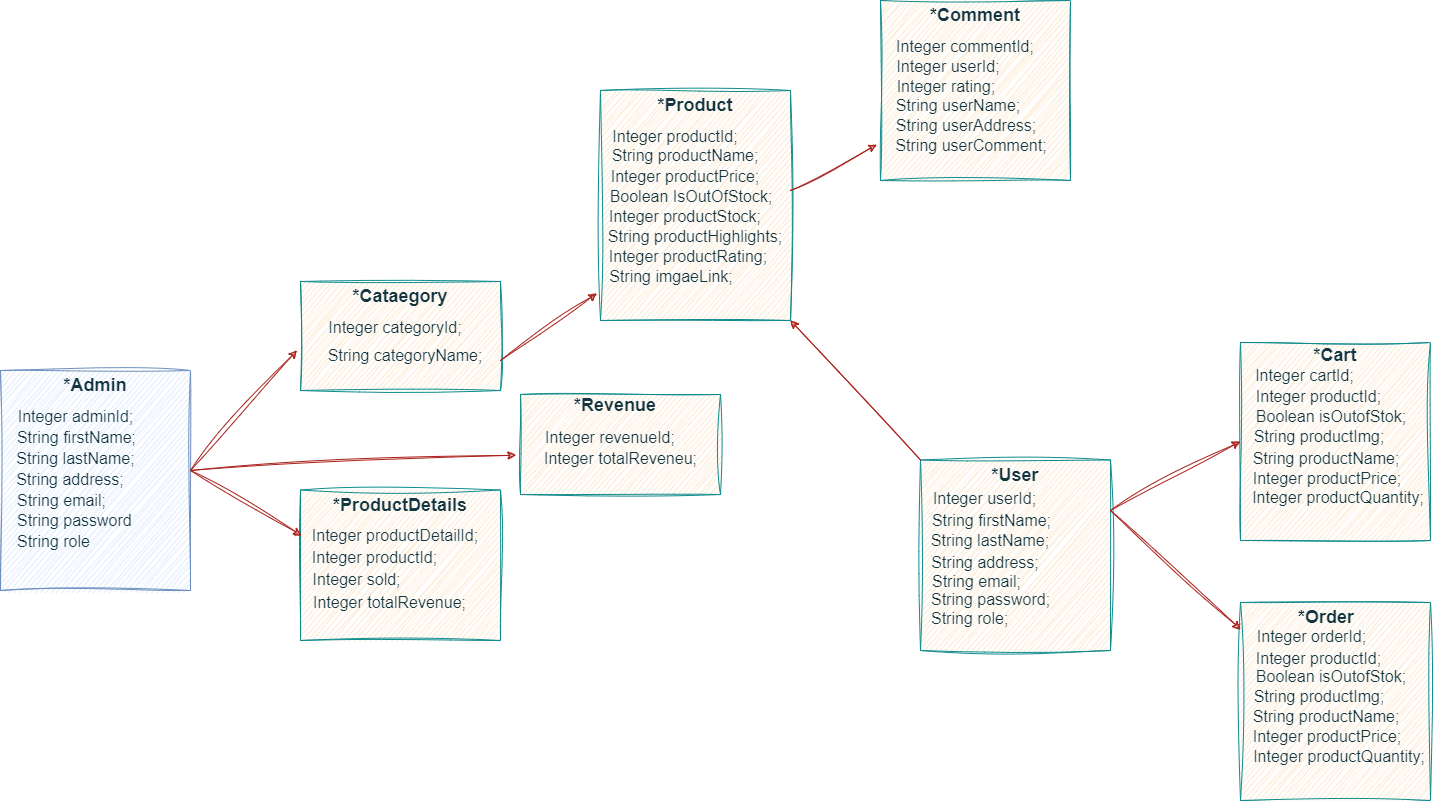 *Comment
Integer commentId;
Integer userId;
Integer rating;
String userName;
String userAddress;
String userComment;
*Product
Integer productId;
String productName;
Integer productPrice;
Boolean IsOutOfStock;
Integer productStock;
String productHighlights;
Integer productRating;
String imgaeLink;
*Cataegory
Integer categoryId;
String categoryName;
*Admin
Integer adminId;
String firstName;
String lastName;
String address;
String email;
String password
String role
*Revenue
Integer revenueId;
Integer totalReveneu;
*ProductDetails
Integer productDetailId;
Integer productId;
Integer sold;
Integer totalRevenue;
*User
Integer userId;
String firstName;
String lastName;
String address;
String email;
String password;
String role;
*Cart
Integer cartId;
Integer productId;
Boolean isOutofStok;
String productImg;
String productName;
Integer productPrice;
Integer productQuantity;
*Order
Integer orderId;
Integer productId;
Boolean isOutofStok;
String productImg;
String productName;
Integer productPrice;
Integer productQuantity;